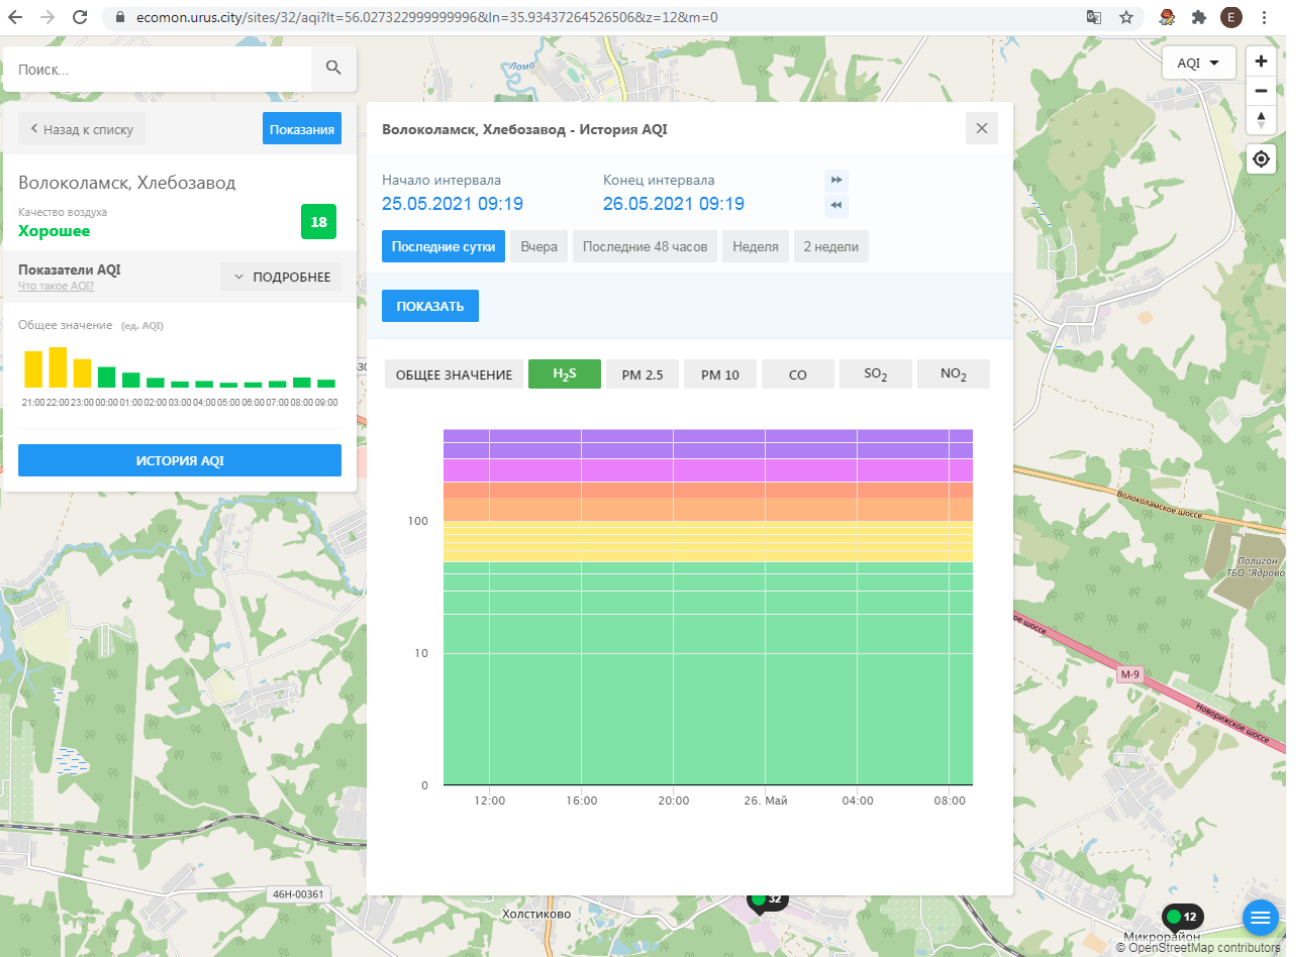 ecomon.urus.city/sites/32/aqi?lt=56.027322999999996&ln=35.93437264526506&z=12&m=0
E
Поиск...
AQI
Назад к списку
Показания
Волоколамск, Хлебозавод
Качество воздуха
Хорошее
18
Показатели AQI
Что такое AQI?
ПОДРОБНЕЕ
Общее значение (ед. AQI)
21:00 22:00 23:00 00:00 01:00 02:00 03:00 04:00 05:00 06:00 07:00 08:00 09:00
ИСТОРИЯ AQI
Волоколамск, Хлебозавод - История AQI
Начало интервала
25.05.2021 09:19
Конец интервала
26.05.2021 09:19
Последние сутки
Вчера
Последние 48 часов
Неделя
2 недели
ПОКАЗАТЬ
ОБЩЕЕ ЗНАЧЕНИЕ
H2S
PM 2.5
PM 10
CO
SO2
NO2
100
10
0
12:00
16:00
20:00
26. Май
04:00
08:00
Лама
Волоколамское шоссе
Полигон
ТБО "Ядрово
ое шоссе
М-9
Новорижское шоссе
46Н-00361
Холстиково
32
12
Микрорайон
© OpenStreetMap contributors